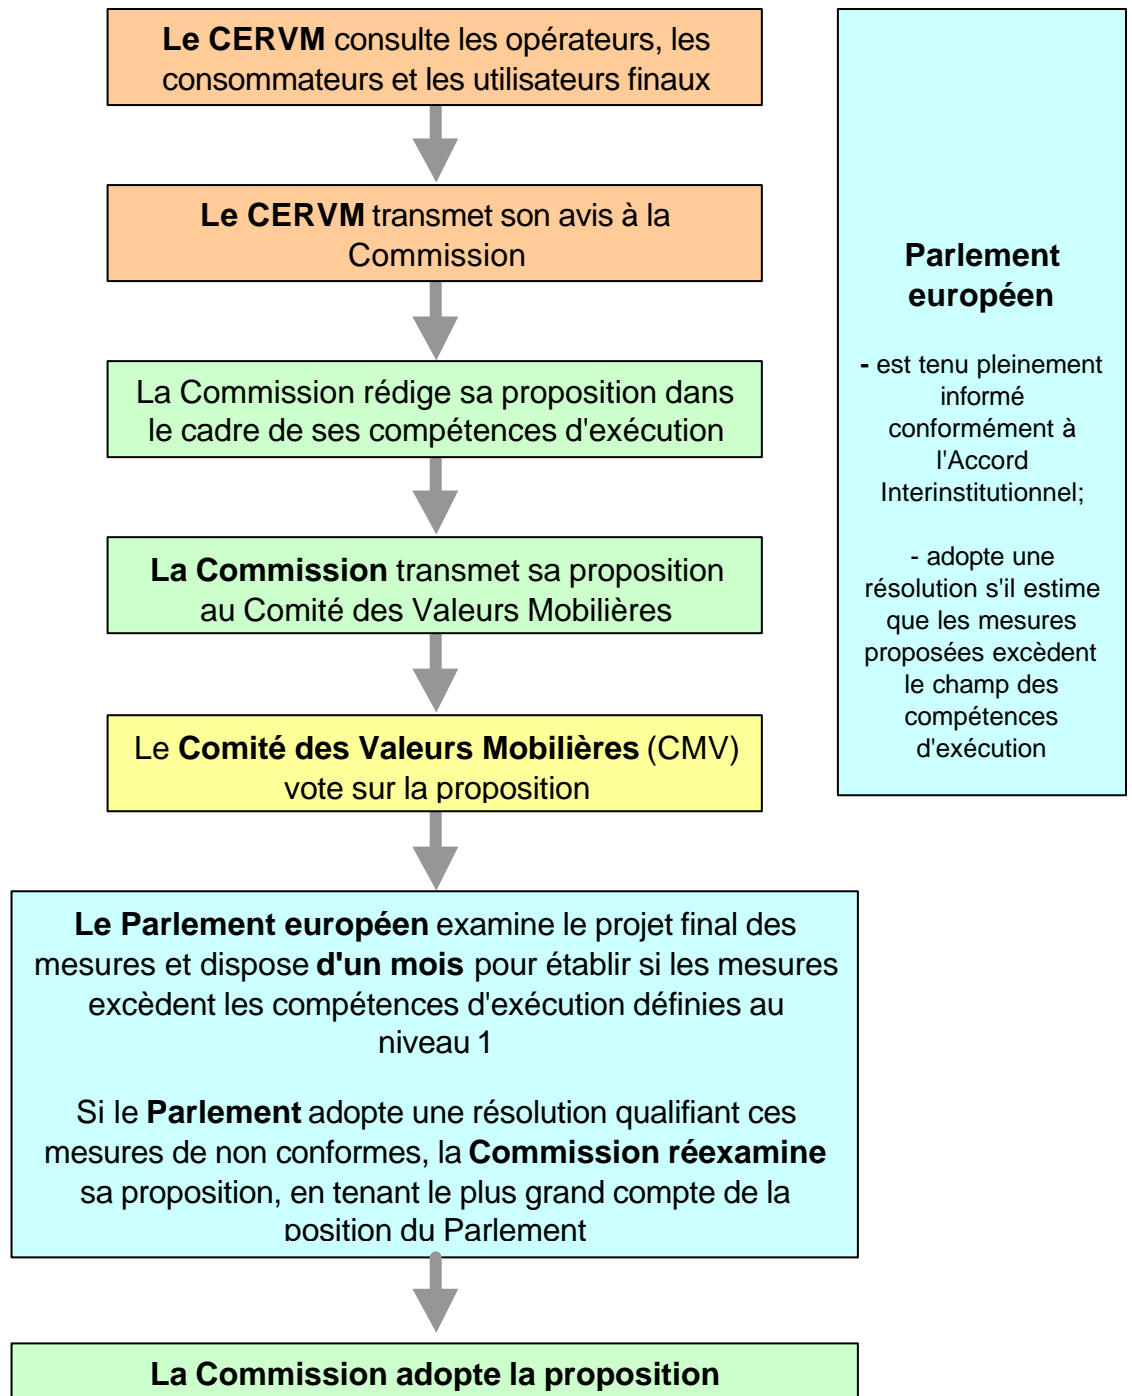 Le CERVM consulte les opérateurs, les
consommateurs et les utilisateurs finaux
Le CERVM transmet son avis à la
Commission
La Commission rédige sa proposition dans
le cadre de ses compétences d'exécution
La Commission transmet sa proposition
au Comité des Valeurs Mobilières
Le Comité des Valeurs Mobilières (CMV)
vote sur la proposition
Le Parlement européen examine le projet final des
mesures et dispose d'un mois pour établir si les mesures
excèdent les compétences d'exécution définies au
niveau 1
Si le Parlement adopte une résolution qualifiant ces
mesures de non conformes, la Commission réexamine
sa proposition, en tenant le plus grand compte de la
position du Parlement
La Commission adopte la proposition
Parlement
européen
- est tenu pleinement
informé
conformément à
l'Accord
Interinstitutionnel;
- adopte une
résolution s'il estime
que les mesures
proposées excèdent
le champ des
compétences
d'exécution